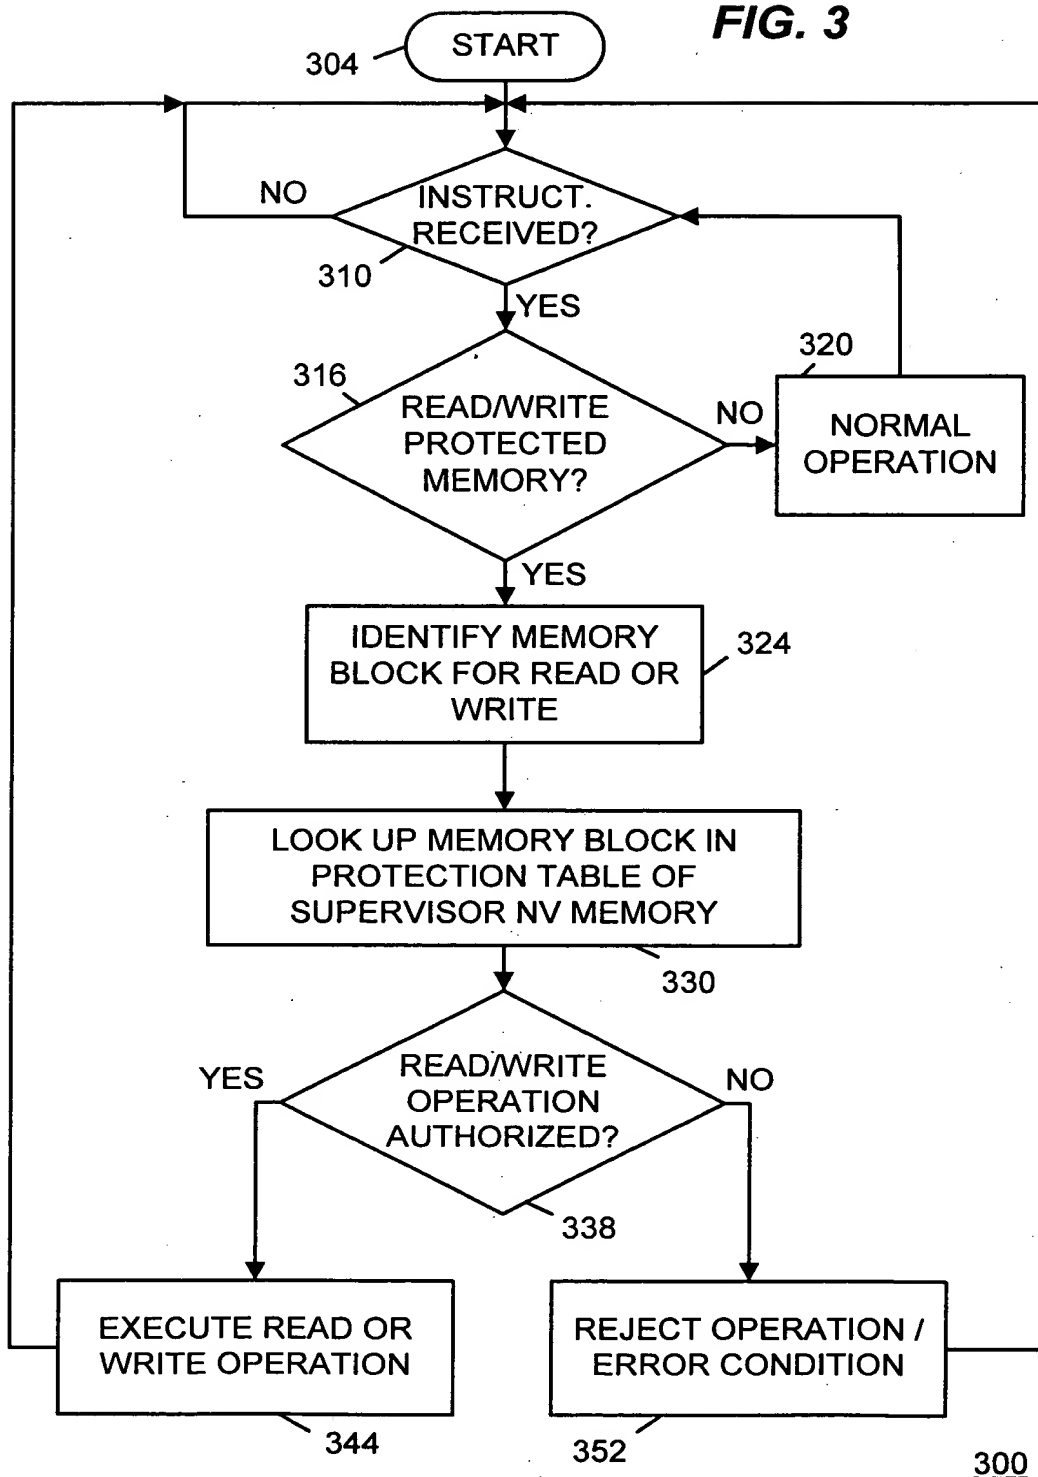 FIG. 3
START
304
NO
INSTRUCT.
RECEIVED?
310
YES
316
320
READ/WRITE
PROTECTED
MEMORY?
NO
NORMAL
OPERATION
YES
IDENTIFY MEMORY
BLOCK FOR READ OR
WRITE
324
LOOK UP MEMORY BLOCK IN
PROTECTION TABLE OF
SUPERVISOR NV MEMORY
330
YES
READ/WRITE
OPERATION
AUTHORIZED?
NO
338
EXECUTE READ OR
WRITE OPERATION
REJECT OPERATION /
ERROR CONDITION
344
352
300